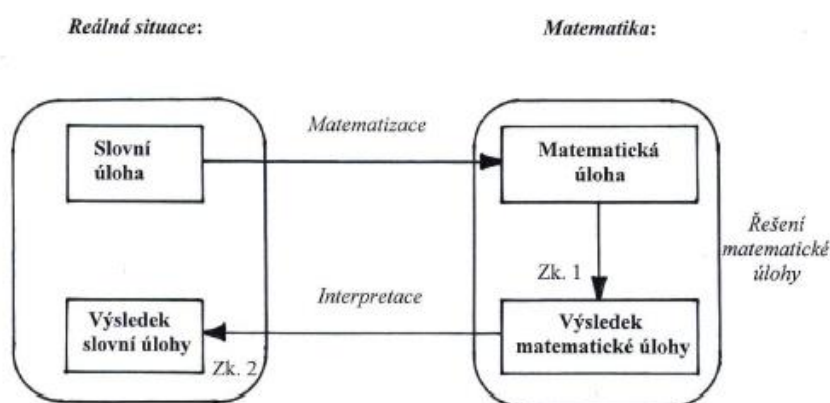 Reálná situace:
Matematika:
Matematizace
Slovní
úloha
Matematická
úloha
Řešení
matematické
úlohy
Zk. 1
Interpretace
Výsledek
slovní úlohy
Výsledek
matematické úlohy
Zk. 2